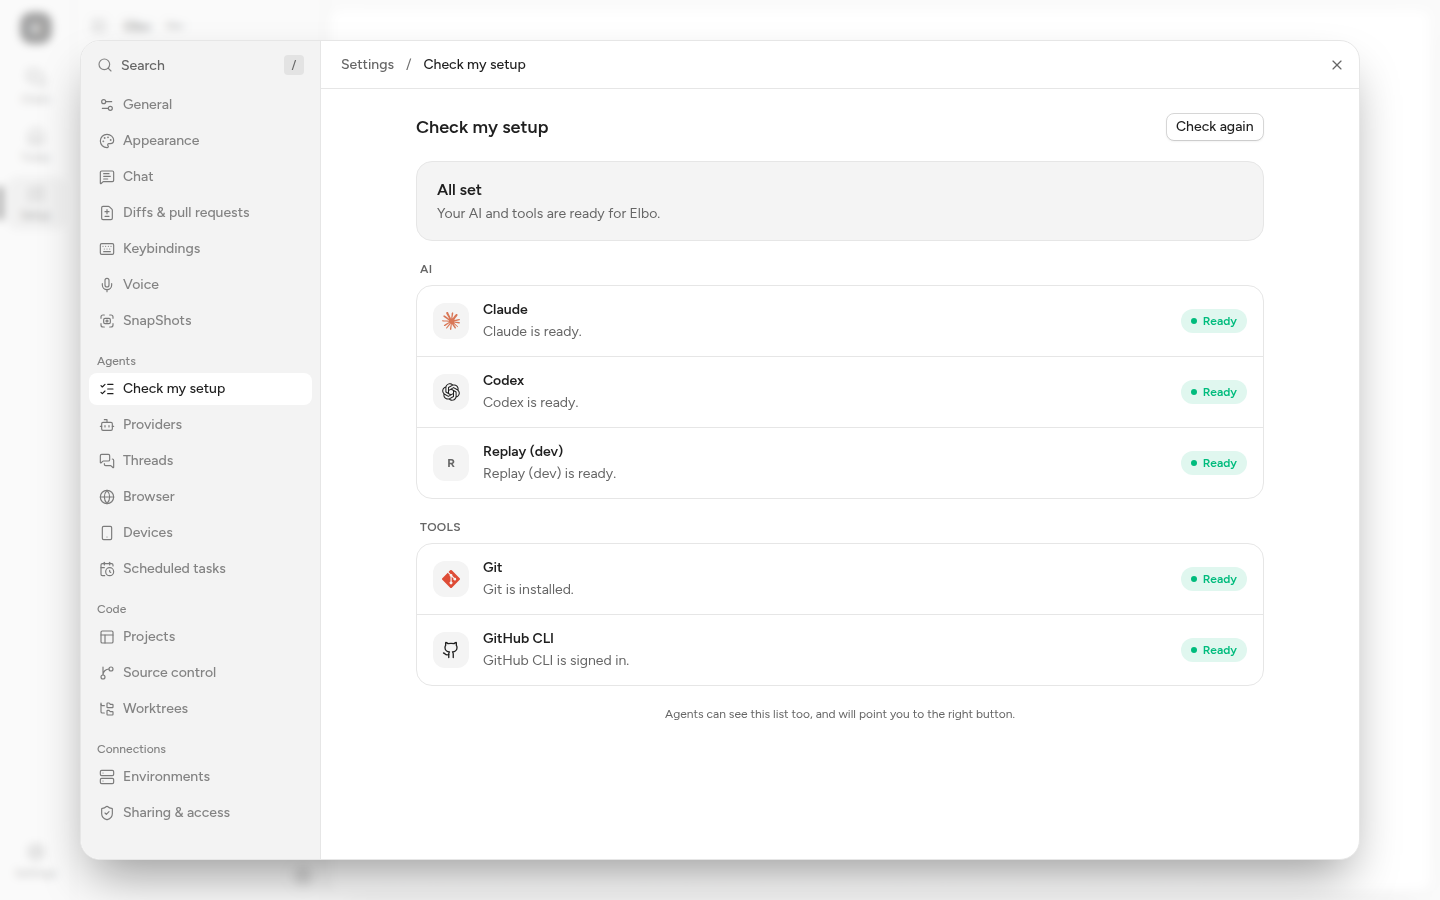 Search /
General
Appearance
Chat
Diffs & pull requests
Keybindings
Voice
SnapShots
Agents
Check my setup
Providers
Threads
Browser
Devices
Scheduled tasks
Code
Projects
Source control
Worktrees
Connections
Environments
Sharing & access
Settings / Check my setup
Check my setup
Check again
All set
Your AI and tools are ready for Elbo.
AI
Claude
Claude is ready.
Ready
Codex
Codex is ready.
Ready
R
Replay (dev)
Replay (dev) is ready.
Ready
TOOLS
Git
Git is installed.
Ready
GitHub CLI
GitHub CLI is signed in.
Ready
Agents can see this list too, and will point you to the right button.